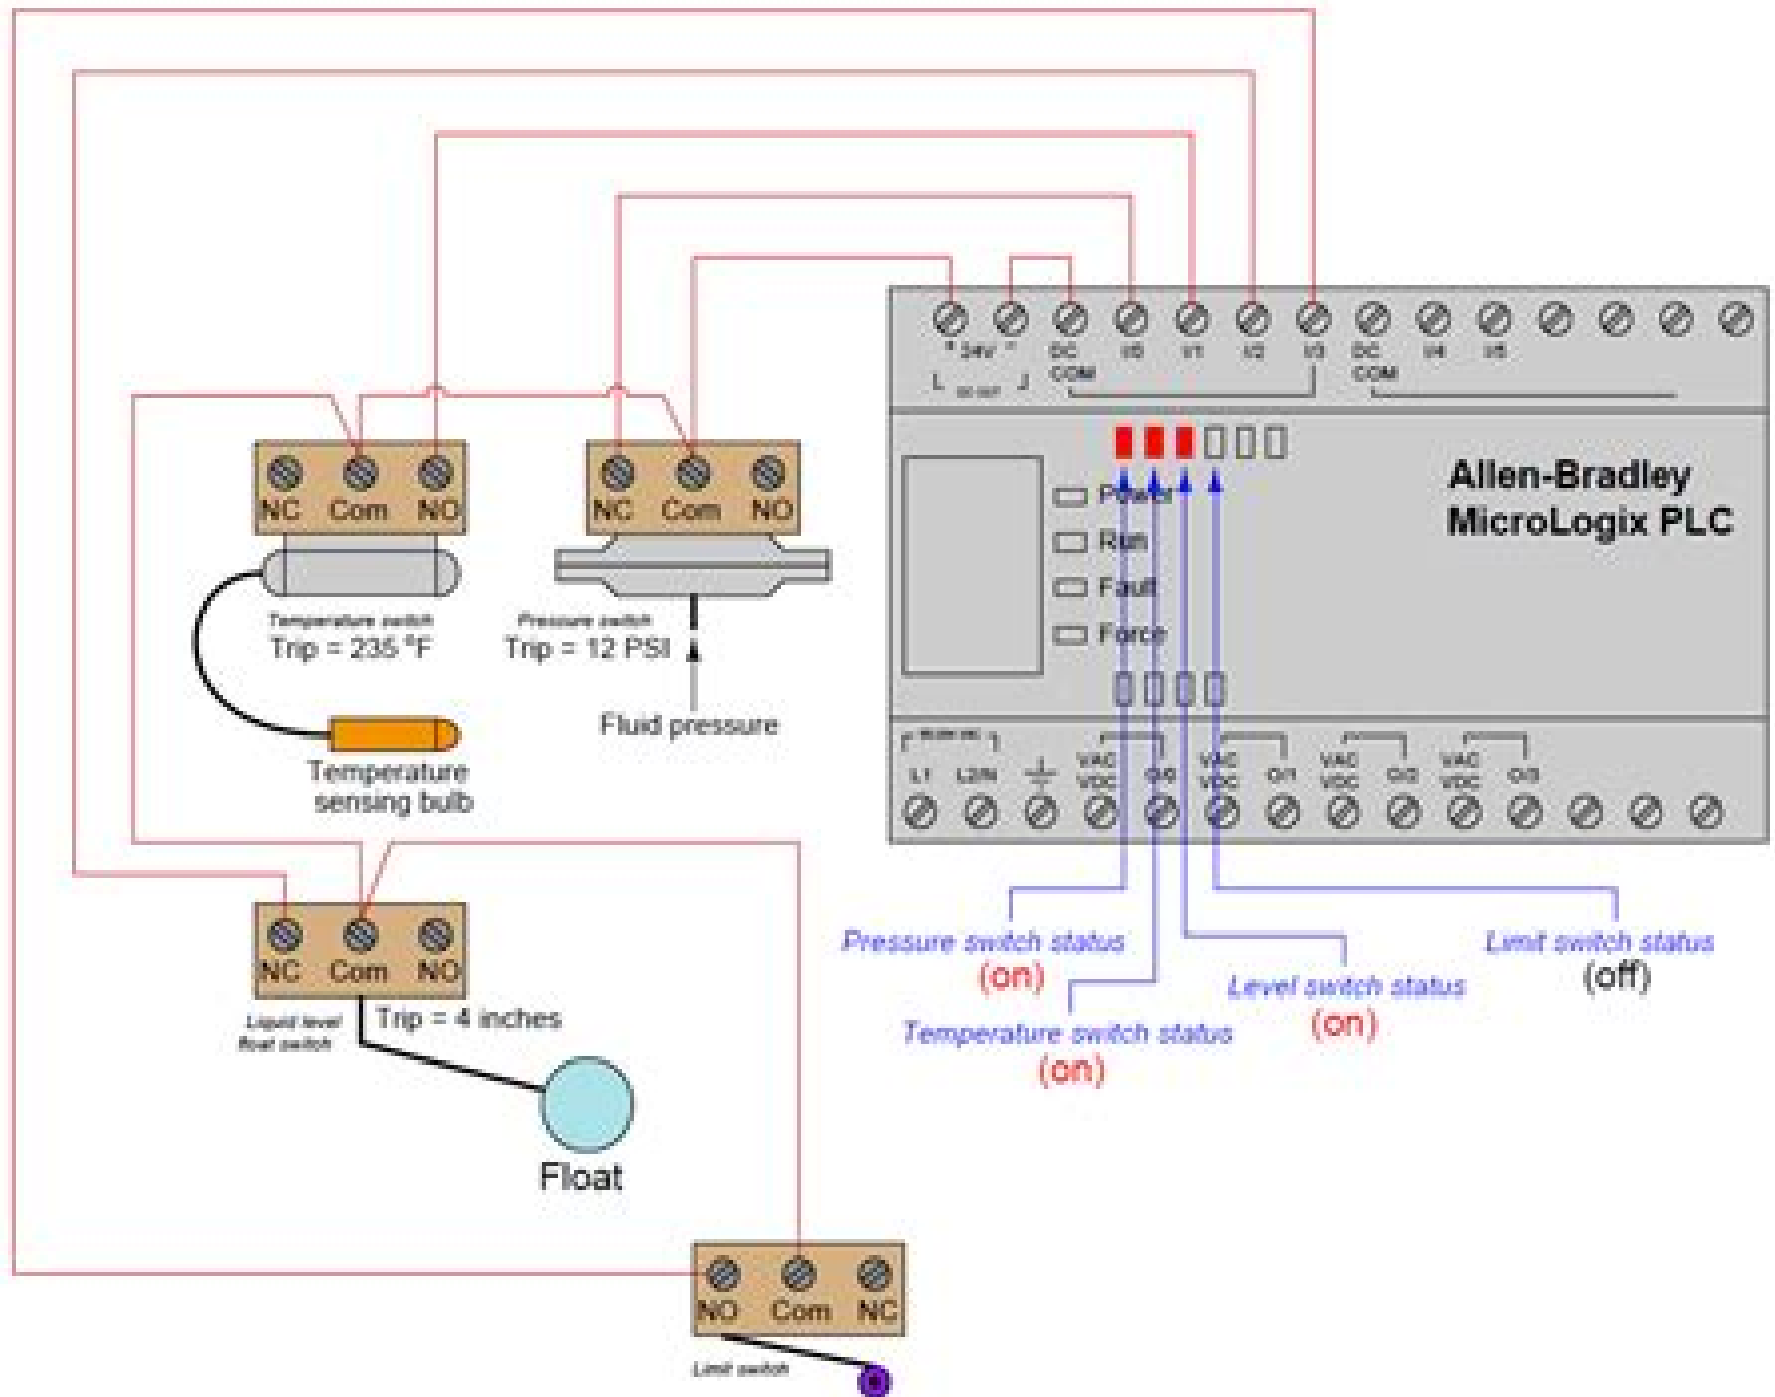 + 24V -
DC COM
I/0
I/1
I/2
I/3
DC COM
I/4
I/5
DC OUT
NC Com NO
NC Com NO
Power
Run
Fault
Force
Allen-Bradley
MicroLogix PLC
Temperature switch
Trip = 235 °F
Pressure switch
Trip = 12 PSI
Fluid pressure
Temperature
sensing bulb
L1
L2/N
VAC VDC
O/0
VAC VDC
O/1
VAC VDC
O/2
VAC VDC
O/3
NC Com NO
Liquid level
float switch
Trip = 4 inches
Float
Pressure switch status
(on)
Temperature switch status
(on)
Level switch status
(on)
Limit switch status
(off)
NO Com NC
Limit switch